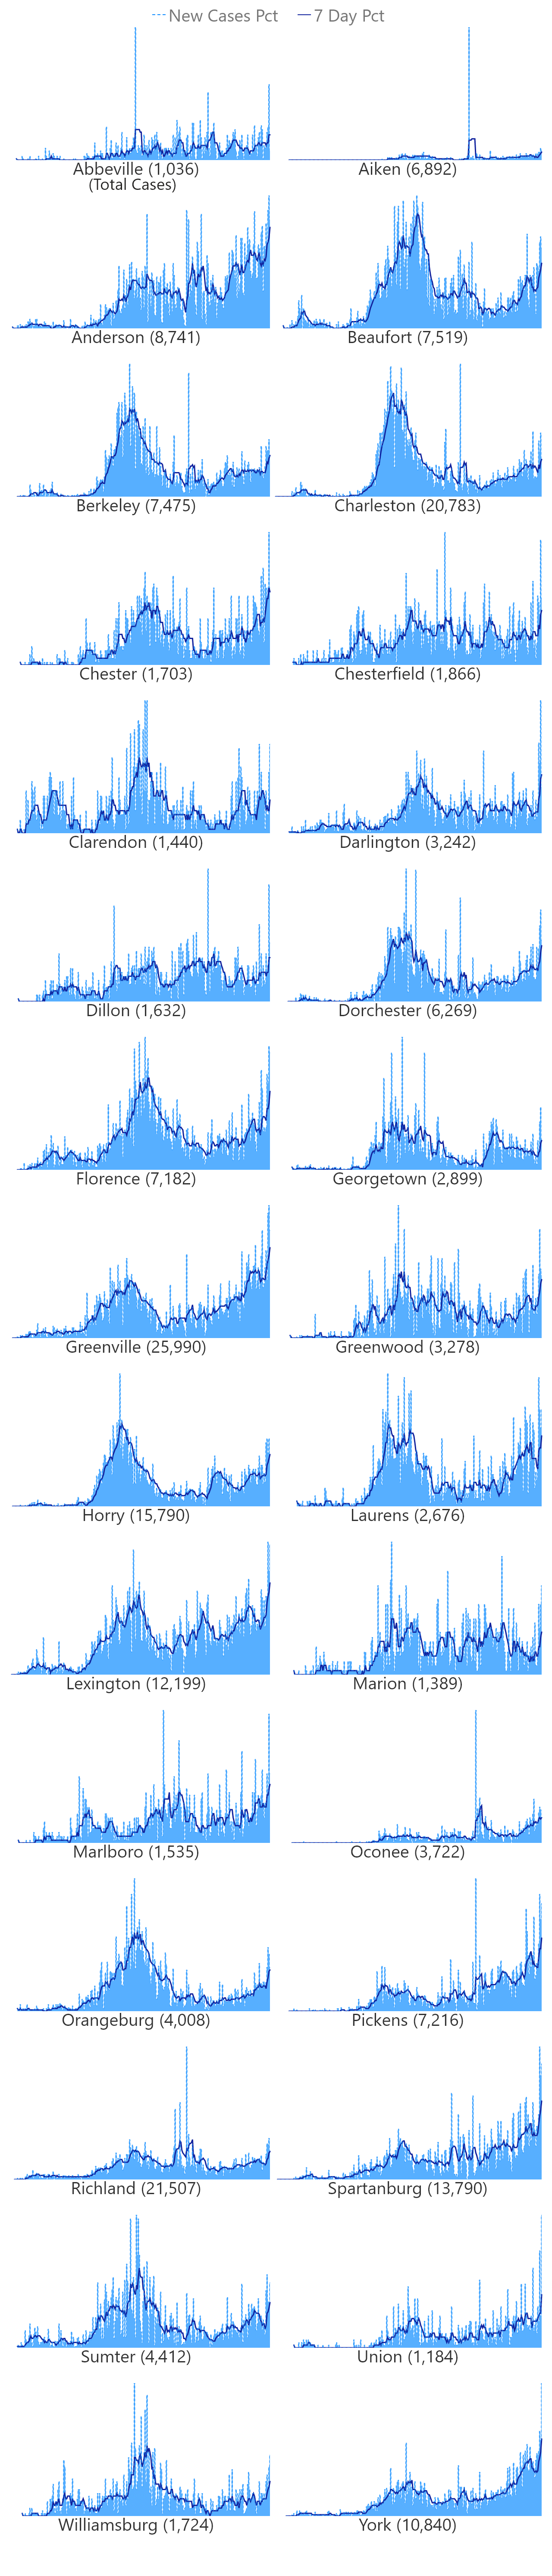 New Cases Pct 7 Day Pct
Abbeville (1,036) Aiken (6,892)
(Total Cases)
Anderson (8,741) Beaufort (7,519)
Berkeley (7,475) Charleston (20,783)
Chester (1,703) Chesterfield (1,866)
Clarendon (1,440) Darlington (3,242)
Dillon (1,632) Dorchester (6,269)
Florence (7,182) Georgetown (2,899)
Greenville (25,990) Greenwood (3,278)
Horry (15,790) Laurens (2,676)
Lexington (12,199) Marion (1,389)
Marlboro (1,535) Oconee (3,722)
Orangeburg (4,008) Pickens (7,216)
Richland (21,507) Spartanburg (13,790)
Sumter (4,412) Union (1,184)
Williamsburg (1,724) York (10,840)